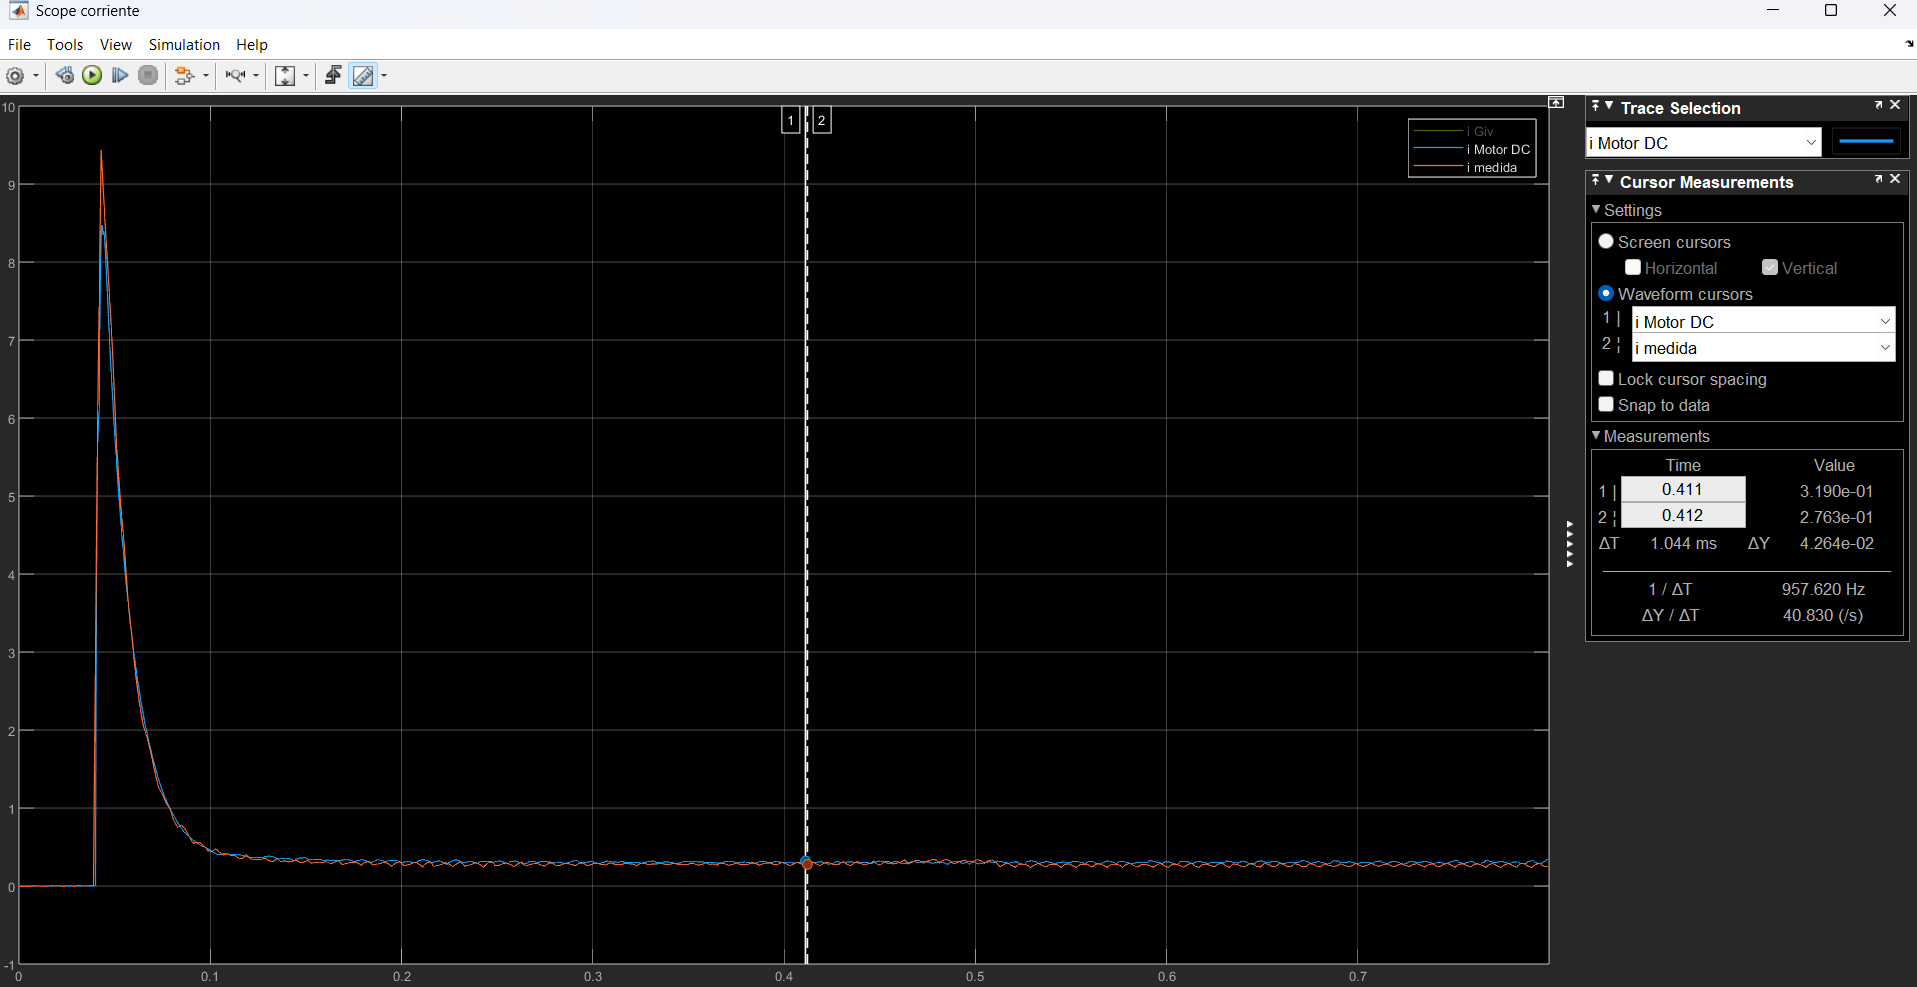 Scope corriente
File Tools View Simulation Help
10
9
8
7
6
5
4
3
2
1
0
-1
0 0.1 0.2 0.3 0.4 0.5 0.6 0.7
1 2
i Giv
i Motor DC
i medida
Trace Selection
i Motor DC
Cursor Measurements
Settings
Screen cursors
Horizontal Vertical
Waveform cursors
1 | i Motor DC
2 ¦ i medida
Lock cursor spacing
Snap to data
Measurements
Time Value
1 | 0.411 3.190e-01
2 ¦ 0.412 2.763e-01
ΔT 1.044 ms ΔY 4.264e-02
1 / ΔT 957.620 Hz
ΔY / ΔT 40.830 (/s)